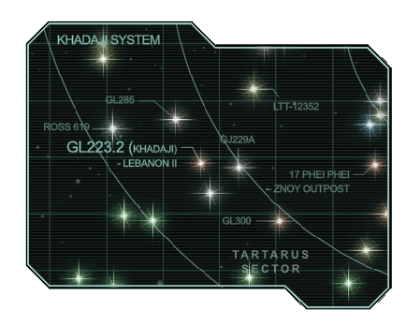 KHADAJI SYSTEM
GL285
LTT-12352
ROSS 619
GJ229A
GL223.2 (KHADAJI)
- LEBANON II
17 PHEI PHEI
- ZNOY OUTPOST
GL300
TARTARUS
SECTOR